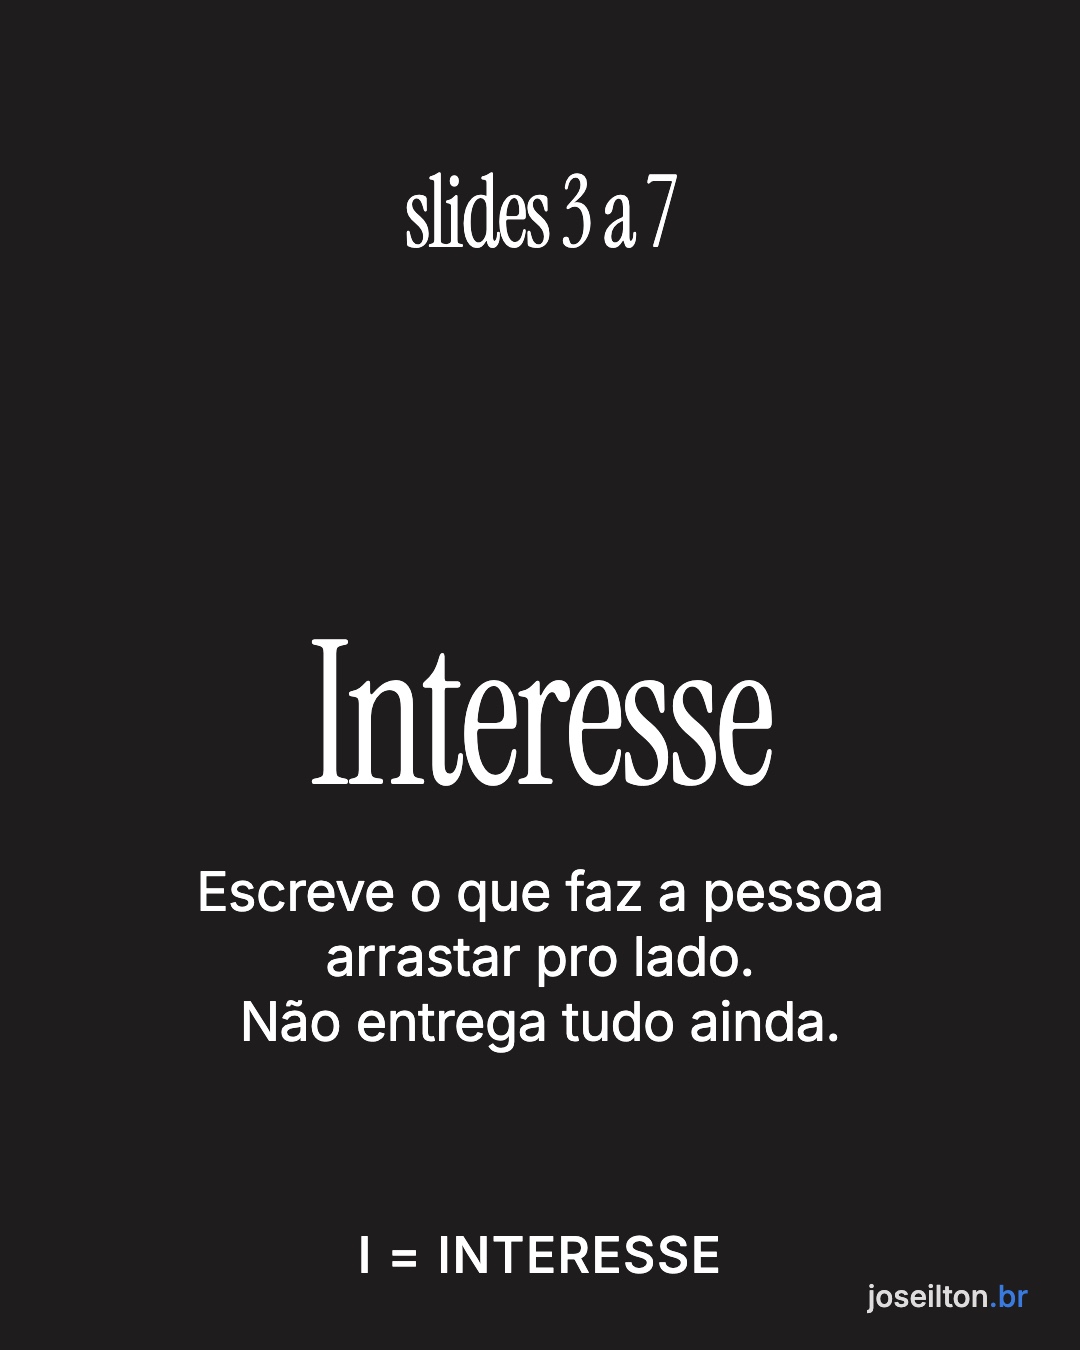 slides 3 a 7
Interesse
Escreve o que faz a pessoa
arrastar pro lado.
Não entrega tudo ainda.
I = INTERESSE
joseilton.br